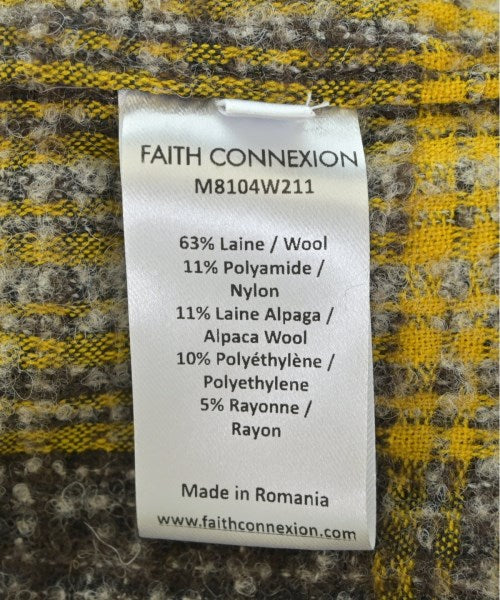 FAITH CONNEXION
M8104W211
63% Laine / Wool
11% Polyamide /
Nylon
11% Laine Alpaga /
Alpaca Wool
10% Polyéthylène /
Polyethylene
5% Rayonne /
Rayon
Made in Romania
www.faithconnexion.com